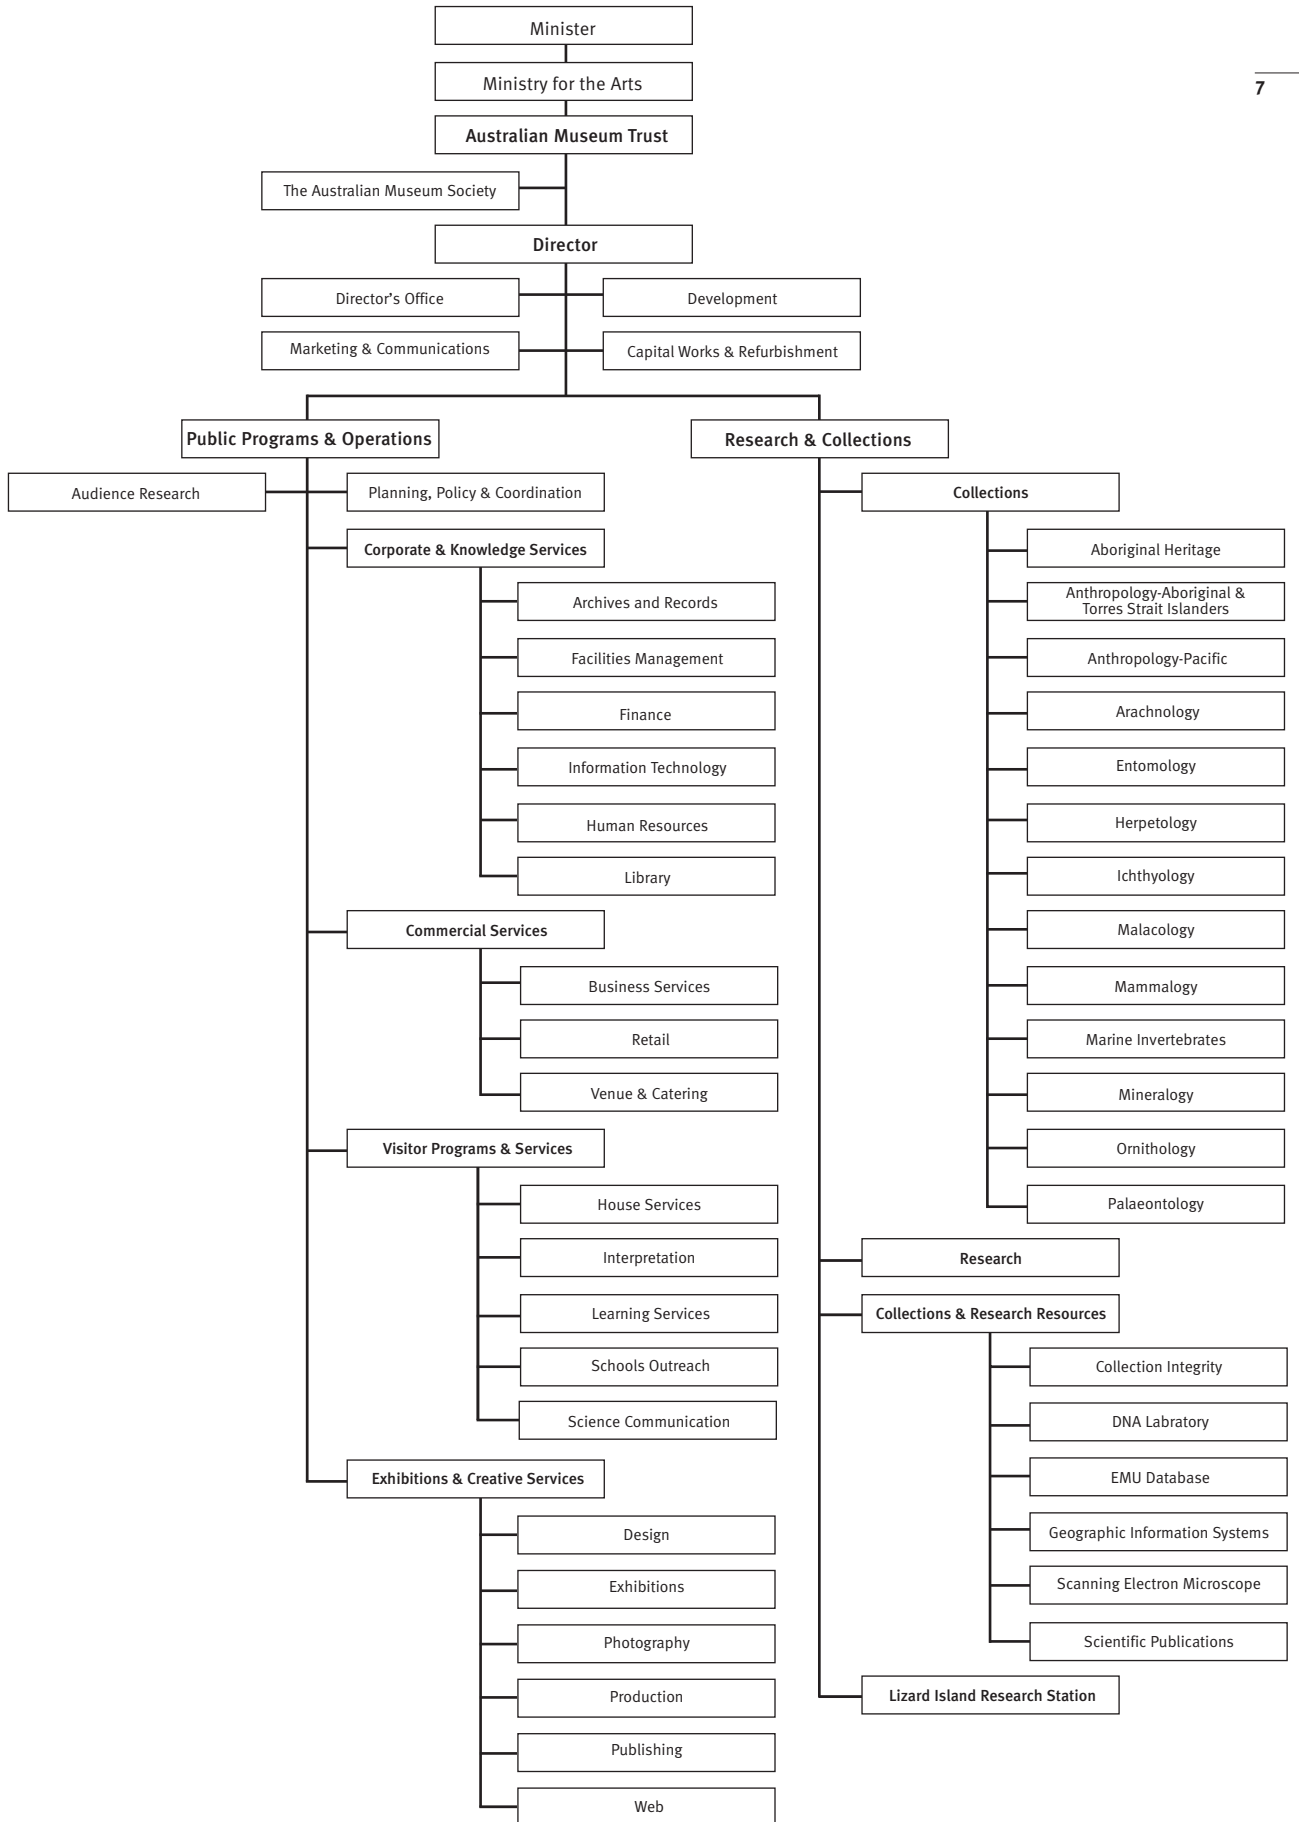 Minister
Ministry for the Arts
7
Australian Museum Trust
The Australian Museum Society
Director
Director's Office
Development
Marketing & Communications
Capital Works & Refurbishment
Public Programs & Operations
Audience Research
Planning, Policy & Coordination
Corporate & Knowledge Services
Archives and Records
Facilities Management
Finance
Information Technology
Human Resources
Library
Commercial Services
Business Services
Retail
Venue & Catering
Visitor Programs & Services
House Services
Interpretation
Learning Services
Schools Outreach
Science Communication
Exhibitions & Creative Services
Design
Exhibitions
Photography
Production
Publishing
Web
Research & Collections
Collections
Aboriginal Heritage
Anthropology-Aboriginal &
Torres Strait Islanders
Anthropology-Pacific
Arachnology
Entomology
Herpetology
Ichthyology
Malacology
Mammalogy
Marine Invertebrates
Mineralogy
Ornithology
Palaeontology
Research
Collections & Research Resources
Collection Integrity
DNA Labratory
EMU Database
Geographic Information Systems
Scanning Electron Microscope
Scientific Publications
Lizard Island Research Station